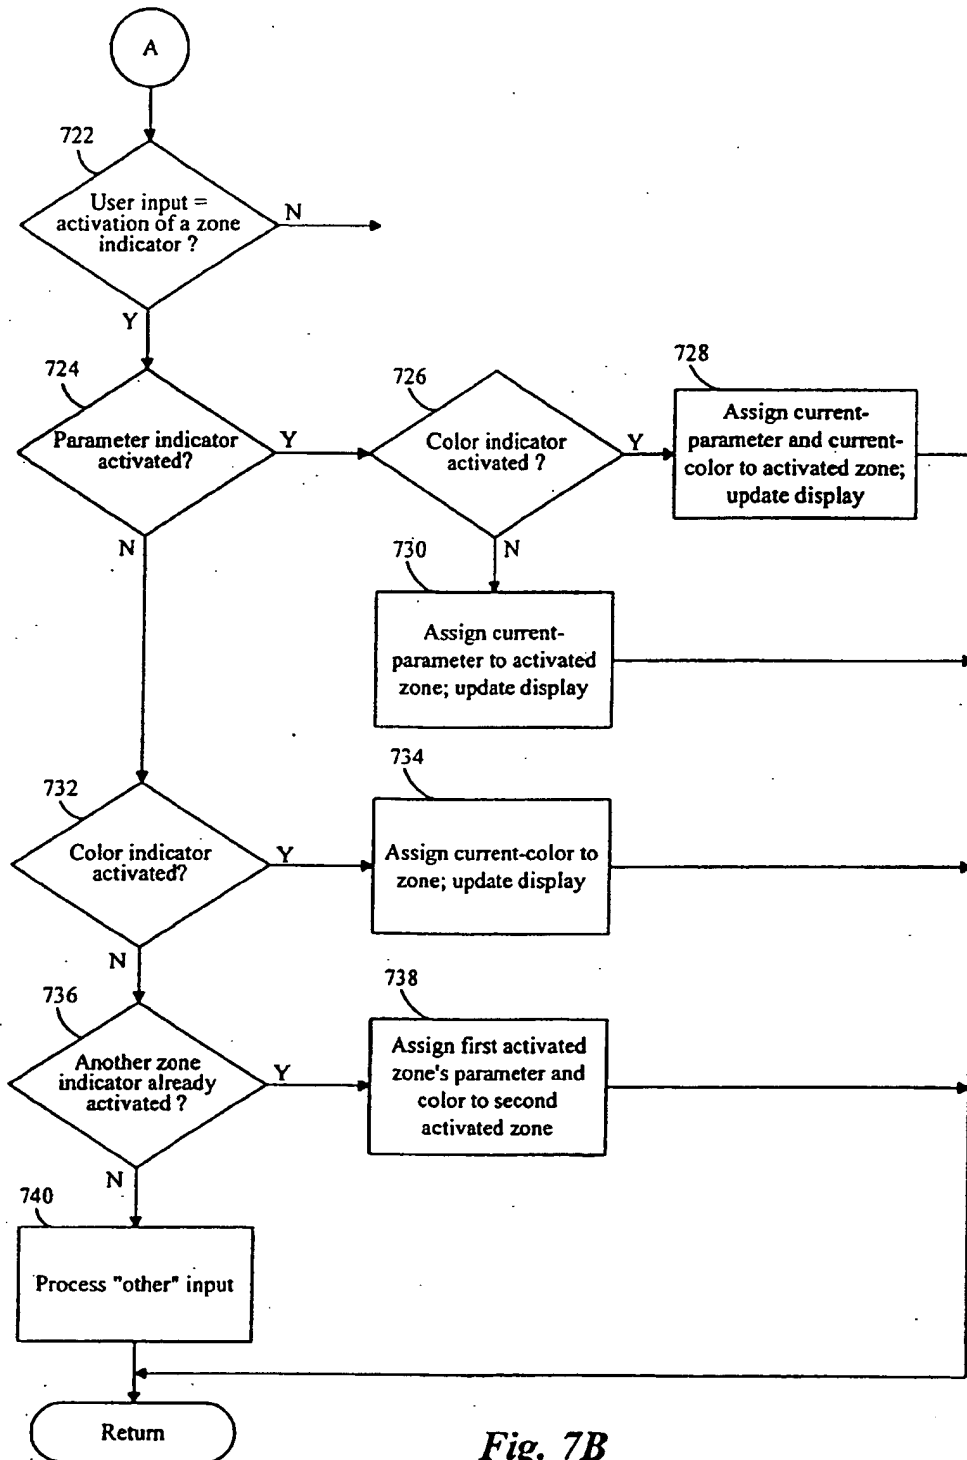 A
722
User input =
activation of a zone
indicator ?
N
Y
724
Parameter indicator
activated?
Y
N
726
Color indicator
activated ?
Y
N
728
Assign current-
parameter and current-
color to activated zone;
update display
730
Assign current-
parameter to activated
zone; update display
732
Color indicator
activated?
Y
N
734
Assign current-color to
zone; update display
736
Another zone
indicator already
activated ?
Y
N
738
Assign first activated
zone's parameter and
color to second
activated zone
740
Process "other" input
Return
Fig. 7B